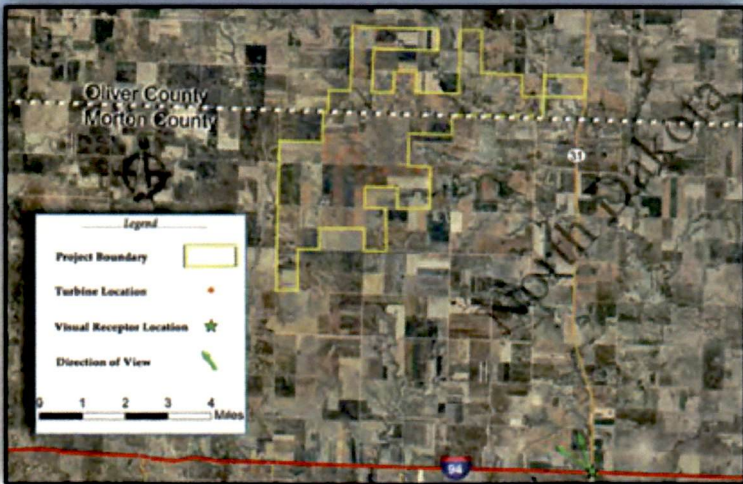 Oliver County
Morton County
31
North Dakota
Legend
Project Boundary
Turbine Location
Visual Receptor Location
Direction of View
0 1 2 3 4
Miles
94